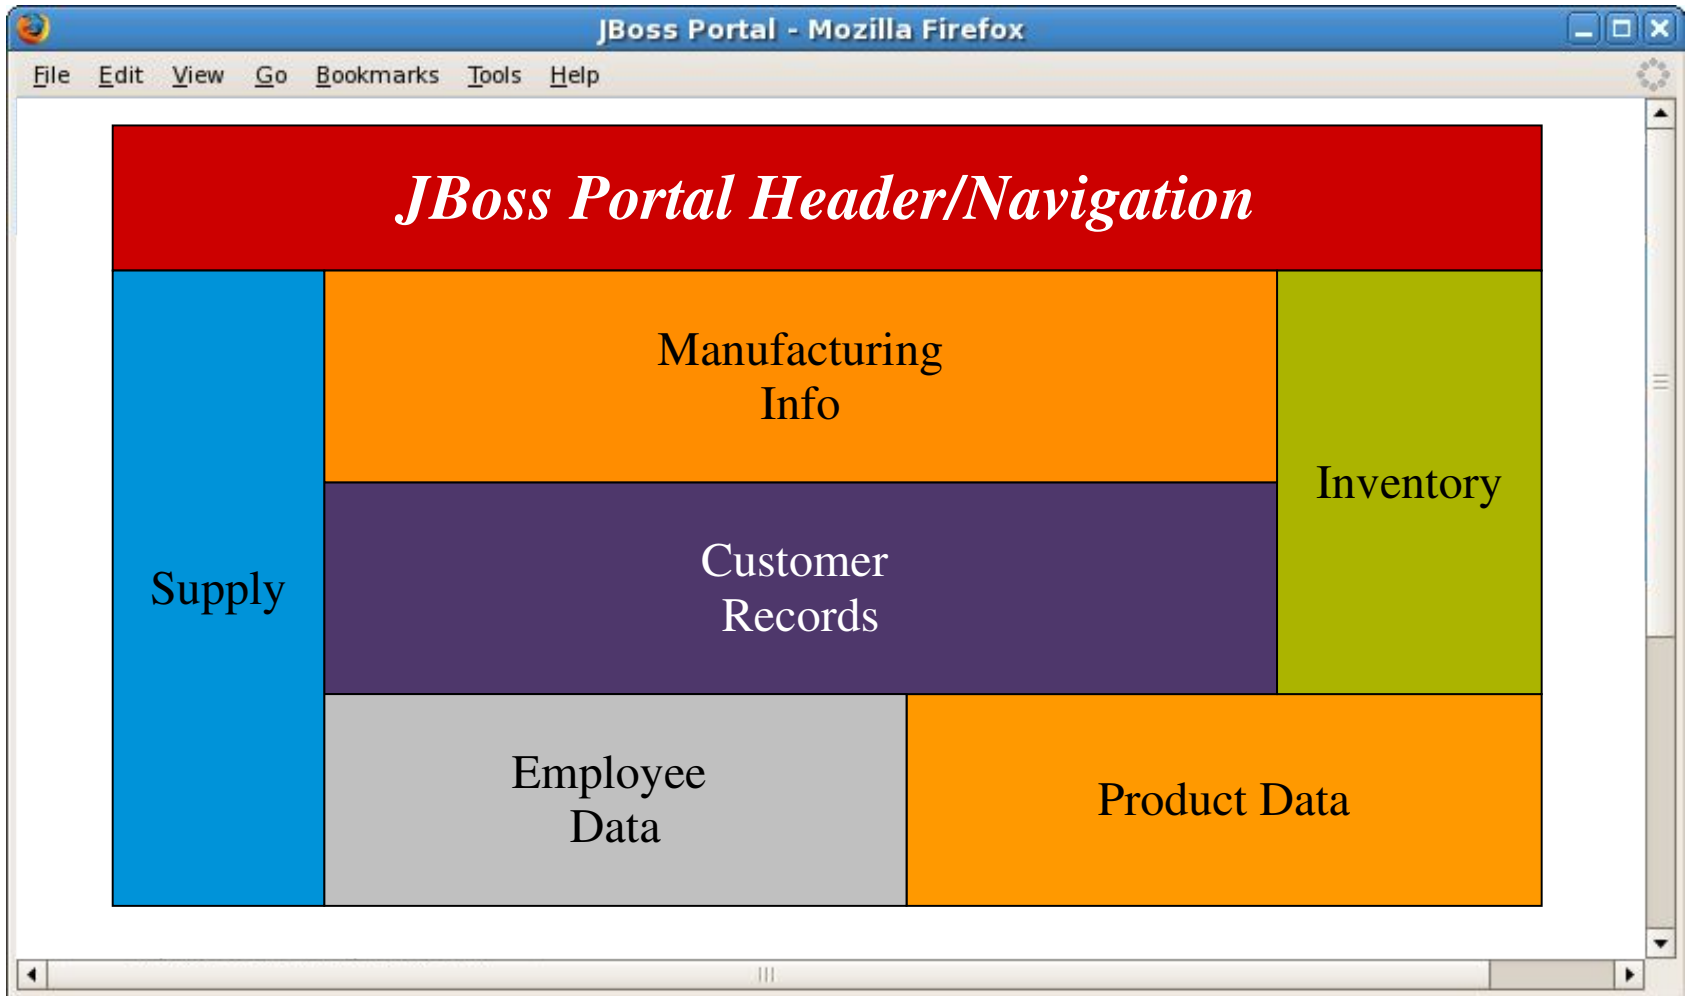 JBoss Portal - Mozilla Firefox
File Edit View Go Bookmarks Tools Help
JBoss Portal Header/Navigation
Manufacturing
Info
Inventory
Customer
Records
Supply
Employee
Data
Product Data